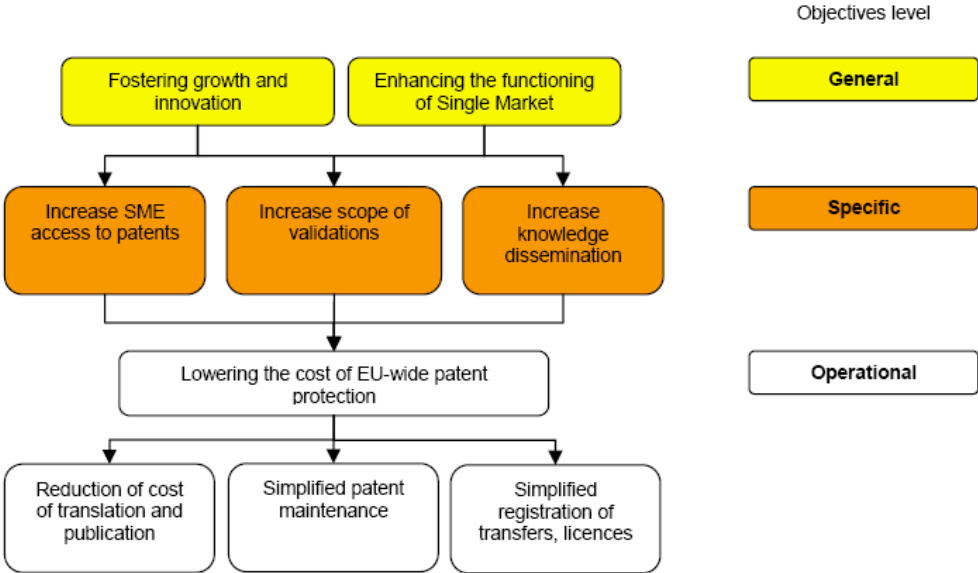 Objectives level
Fostering growth and
innovation
Enhancing the functioning
of Single Market
General
Increase SME
access to patents
Increase scope of
validations
Increase
knowledge
dissemination
Specific
Lowering the cost of EU-wide patent
protection
Operational
Reduction of cost
of translation and
publication
Simplified patent
maintenance
Simplified
registration of
transfers, licences